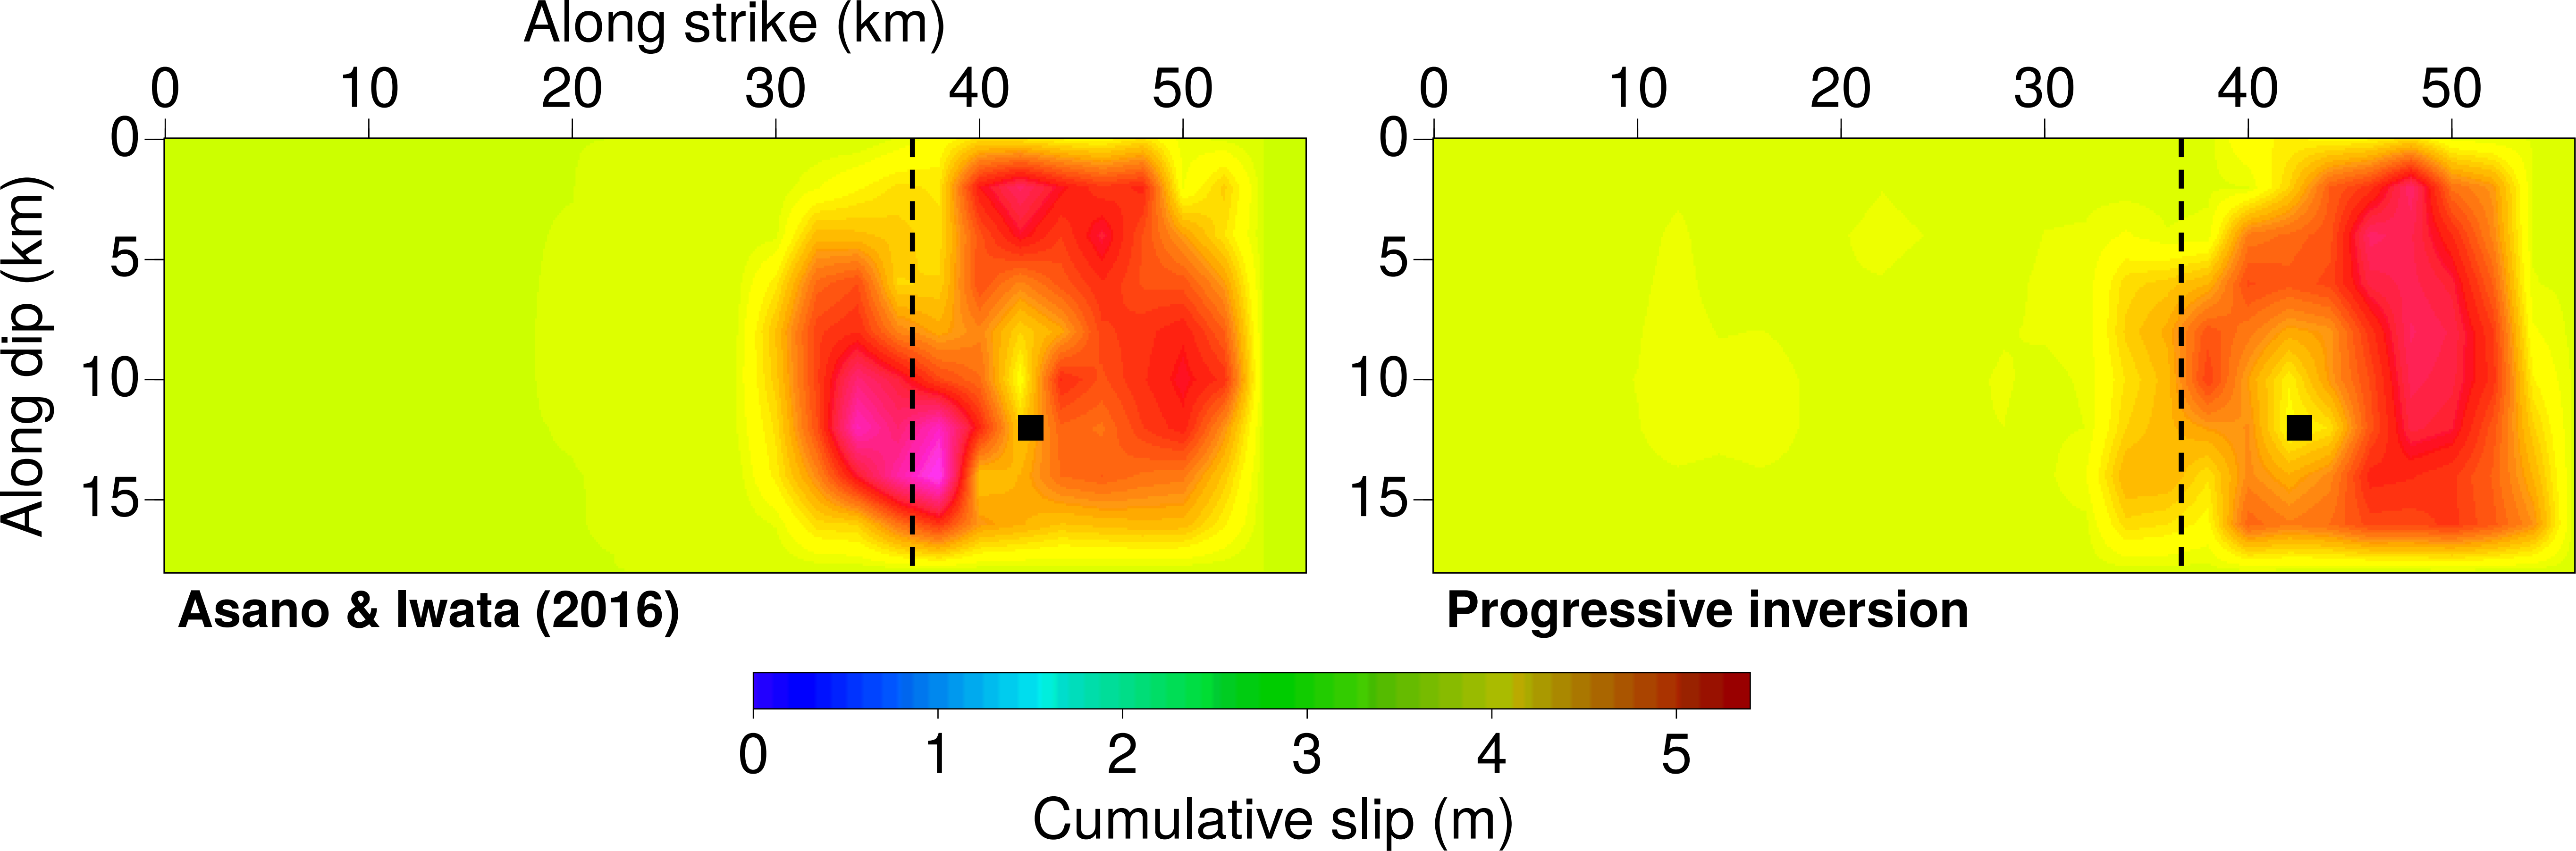 Along strike (km)
0 10 20 30 40 50
0 10 20 30 40 50
Along dip (km)
0
5
10
15
0
5
10
15
Asano & Iwata (2016)
Progressive inversion
0 1 2 3 4 5
Cumulative slip (m)